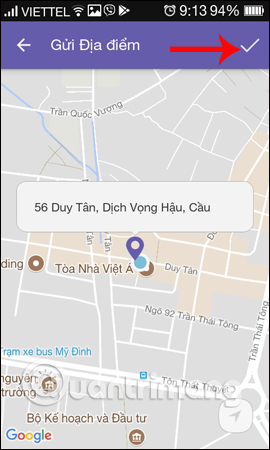 VIETTEL 9:13 94%
Gửi Địa điểm
Trần Quốc Vượng
56 Duy Tân, Dịch Vọng Hậu, Cầu
ding
Tòa Nhà Việt Á
Duy Tân
Ngõ 92 Trần Thái Tông
Trần Thái Tông
Trạm xe bus Mỹ Đình
Tôn Thất Thuyết
nguyên
Bộ Kế hoạch và Đầu tư
Quantrimang
Google